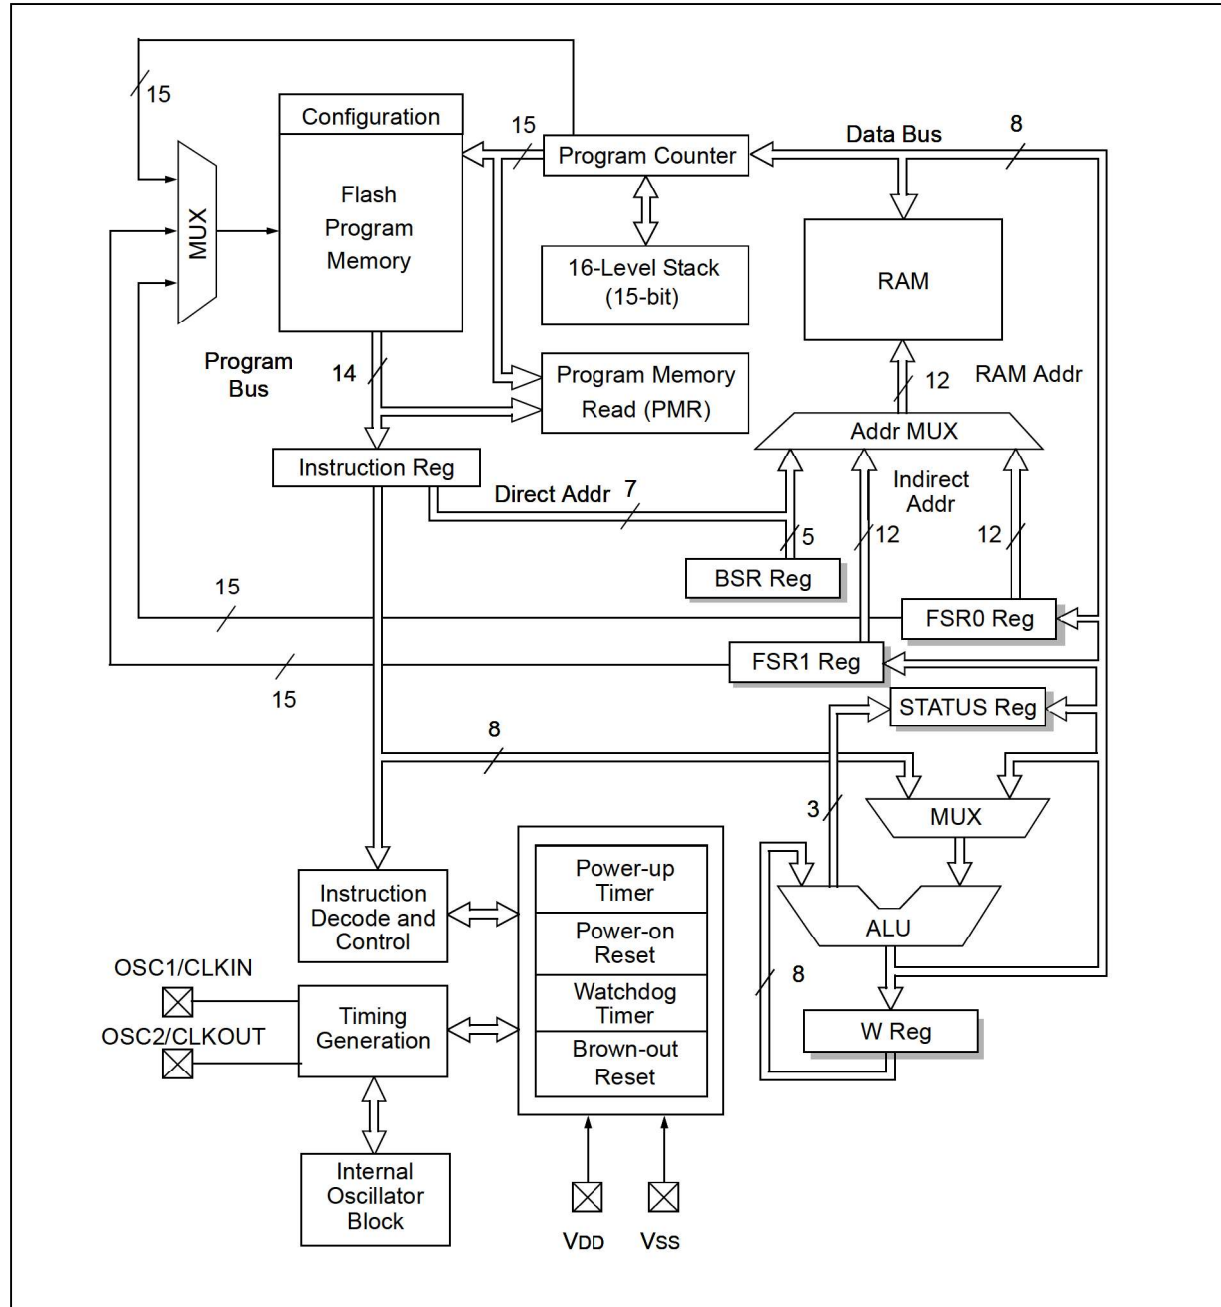 15
Configuration
15
Program Counter
Data Bus
8
Flash
Program
Memory
MUX
16-Level Stack
(15-bit)
RAM
Program
Bus
14
Program Memory
Read (PMR)
12
RAM Addr
Addr MUX
Instruction Reg
Direct Addr
7
Indirect
Addr
5
12
12
BSR Reg
15
FSR0 Reg
FSR1 Reg
15
STATUS Reg
8
3
MUX
Power-up
Timer
Instruction
Decode and
Control
Power-on
Reset
ALU
OSC1/CLKIN
8
Watchdog
Timer
Timing
Generation
OSC2/CLKOUT
W Reg
Brown-out
Reset
Internal
Oscillator
Block
VDD
VSS